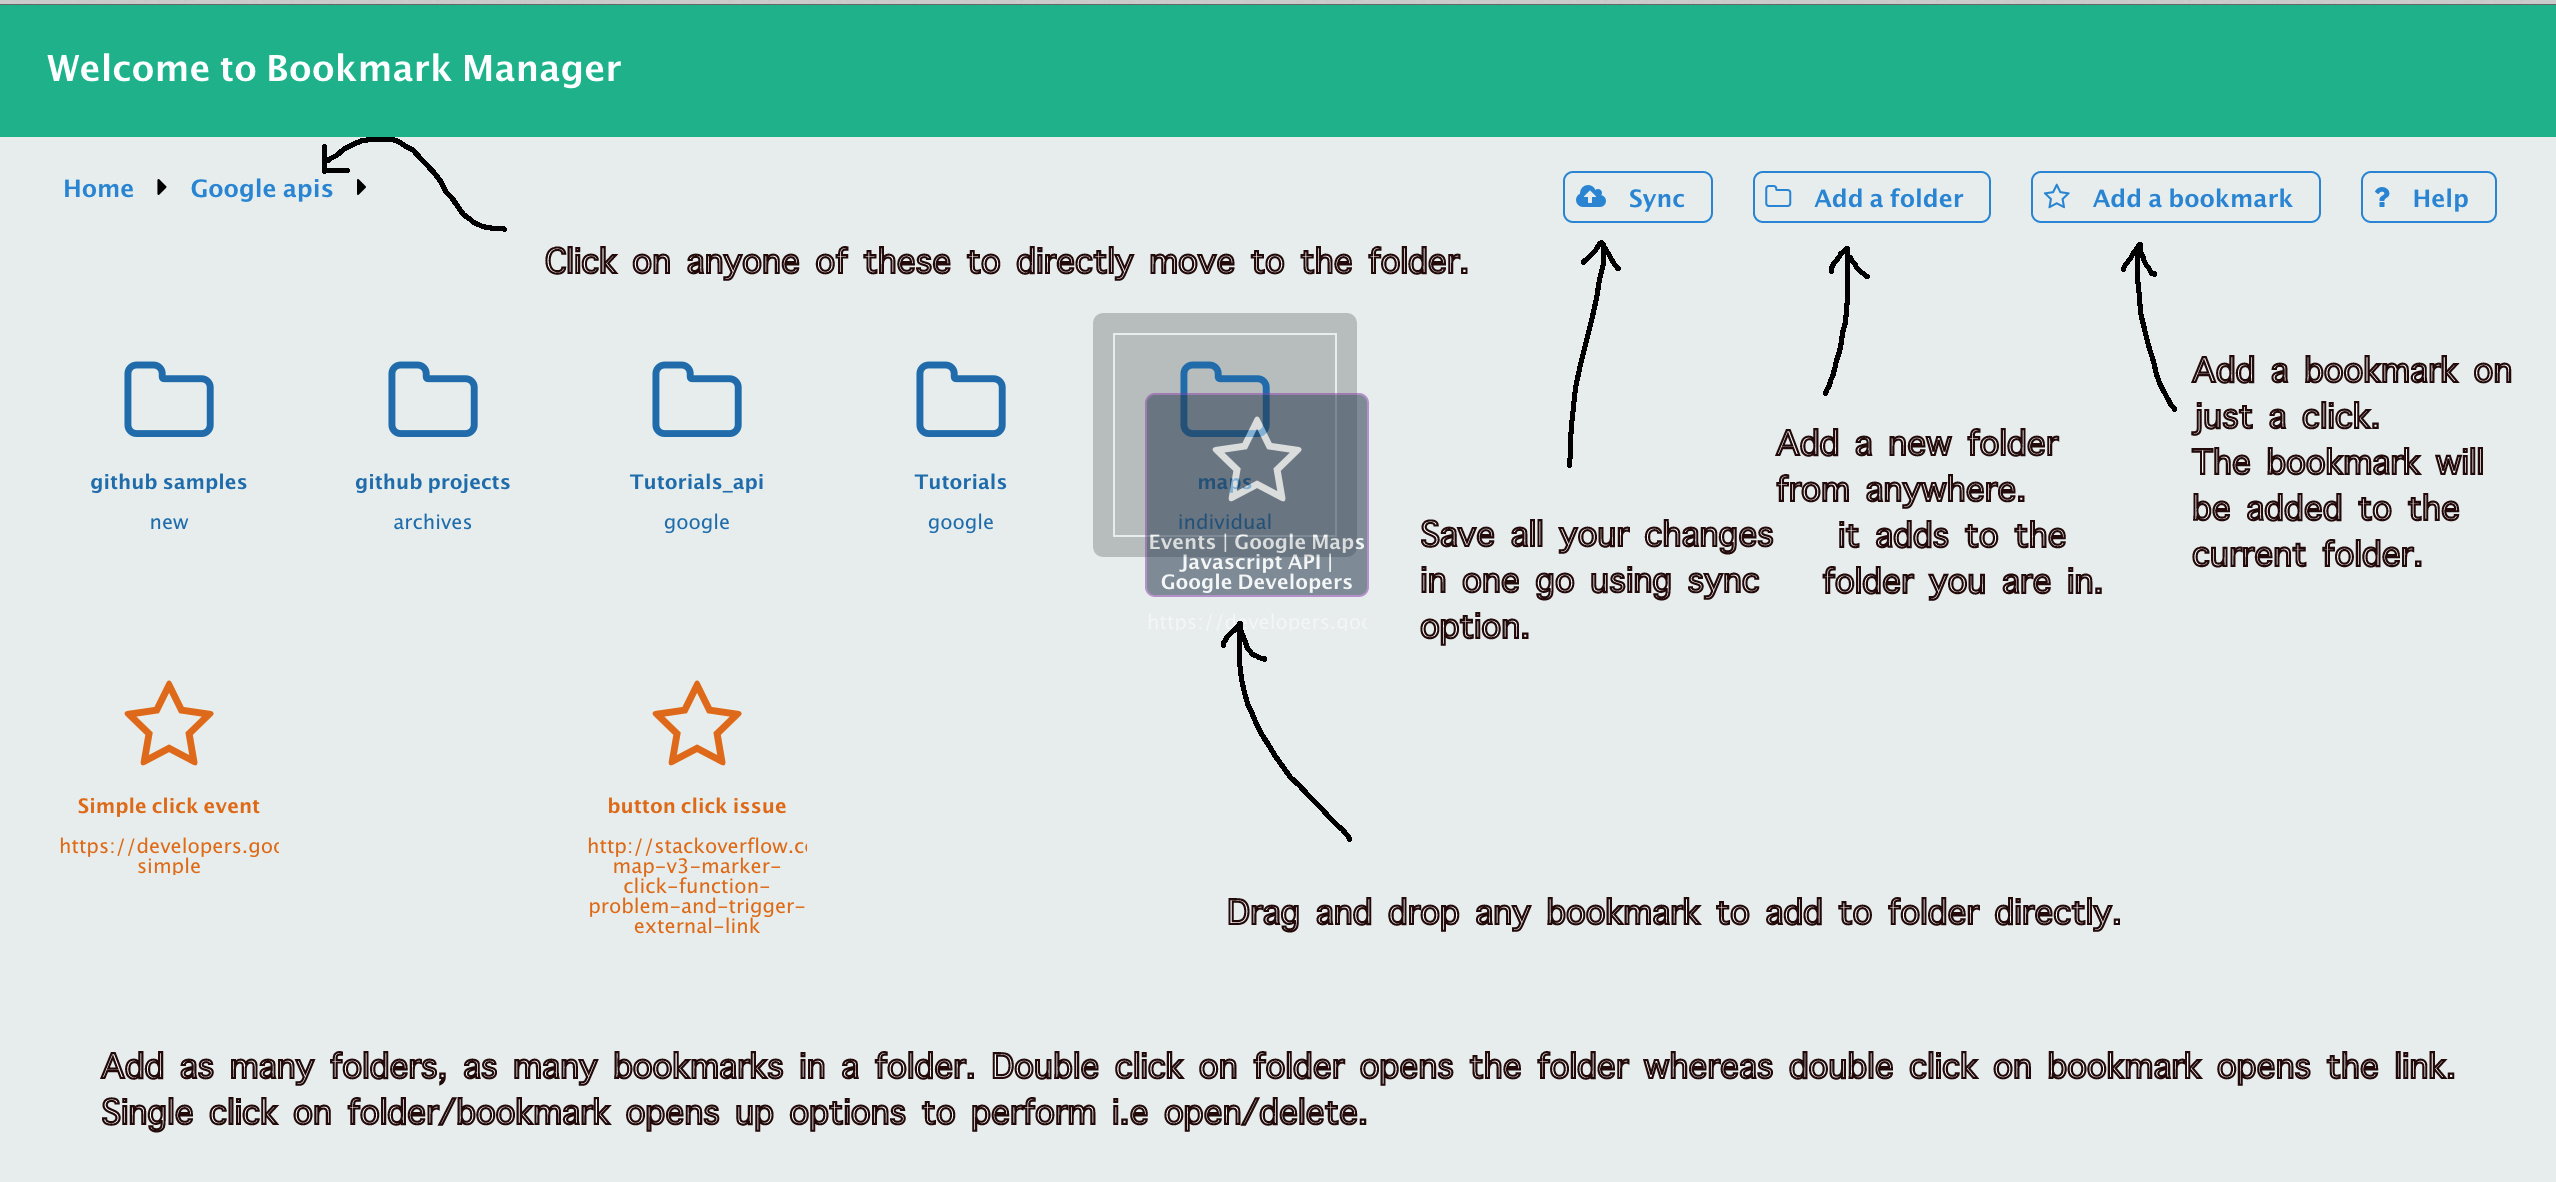 Welcome to Bookmark Manager
Home
Google apis
Sync
Add a folder
Add a bookmark
? Help
Click on anyone of these to directly move to the folder.
github samples
new
github projects
archives
Tutorials_api
google
Tutorials
google
maps
individual
Events | Google Maps
Javascript API |
Google Developers
https://developers.goo
Save all your changes
in one go using sync
option.
Add a new folder
from anywhere.
it adds to the
folder you are in.
Add a bookmark on
just a click.
The bookmark will
be added to the
current folder.
Simple click event
https://developers.goo
simple
button click issue
http://stackoverflow.co
map-v3-marker-
click-function-
problem-and-trigger-
external-link
Drag and drop any bookmark to add to folder directly.
Add as many folders, as many bookmarks in a folder. Double click on folder opens the folder whereas double click on bookmark opens the link.
Single click on folder/bookmark opens up options to perform i.e open/delete.